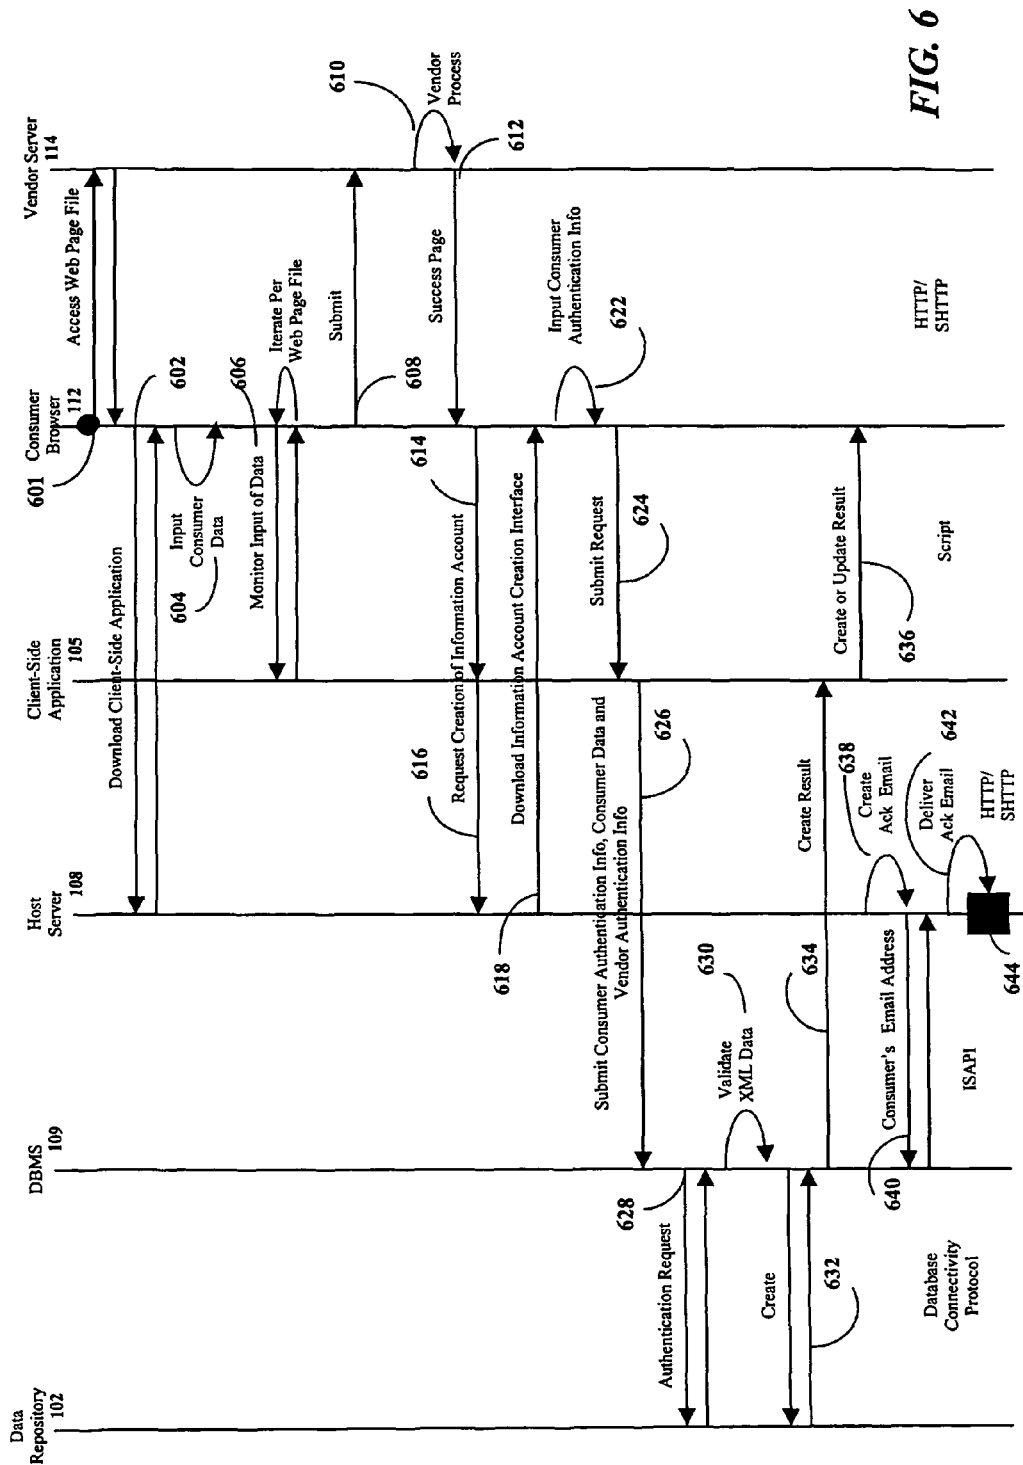 Data
Repository
102
DBMS
109
Host
Server
108
Client-Side
Application
105
Consumer
Browser
112
Vendor Server
114
601
Access Web Page File
Download Client-Side Application
602
Input
Consumer
Data
604
606
Monitor Input of Data
Iterate Per
Web Page File
Submit
608
610
Vendor
Process
612
Success Page
614
616
Request Creation of Information Account
618
Download Information Account Creation Interface
Input Consumer
Authentication Info
622
Submit Request
624
Submit Consumer Authentication Info, Consumer Data and
Vendor Authentication Info
626
628
Authentication Request
630
Validate
XML Data
Create
632
634
Create Result
Create or Update Result
636
638
Create
Ack Email
Consumer's Email Address
640
642
Deliver
Ack Email
644
Database
Connectivity
Protocol
ISAPI
HTTP/
SHTTP
Script
HTTP/
SHTTP
FIG. 6